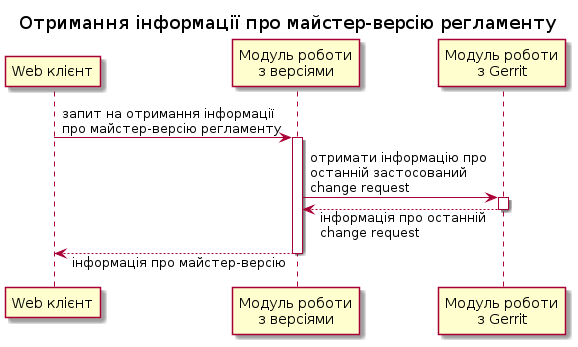 Отримання інформації про майстер-версію регламенту
Web клієнт
Модуль роботи
з версіями
Модуль роботи
з Gerrit
запит на отримання інформації
про майстер-версію регламенту
отримати інформацію про
останній застосований
change request
інформація про останній
change request
інформація про майстер-версію
Web клієнт
Модуль роботи
з версіями
Модуль роботи
з Gerrit